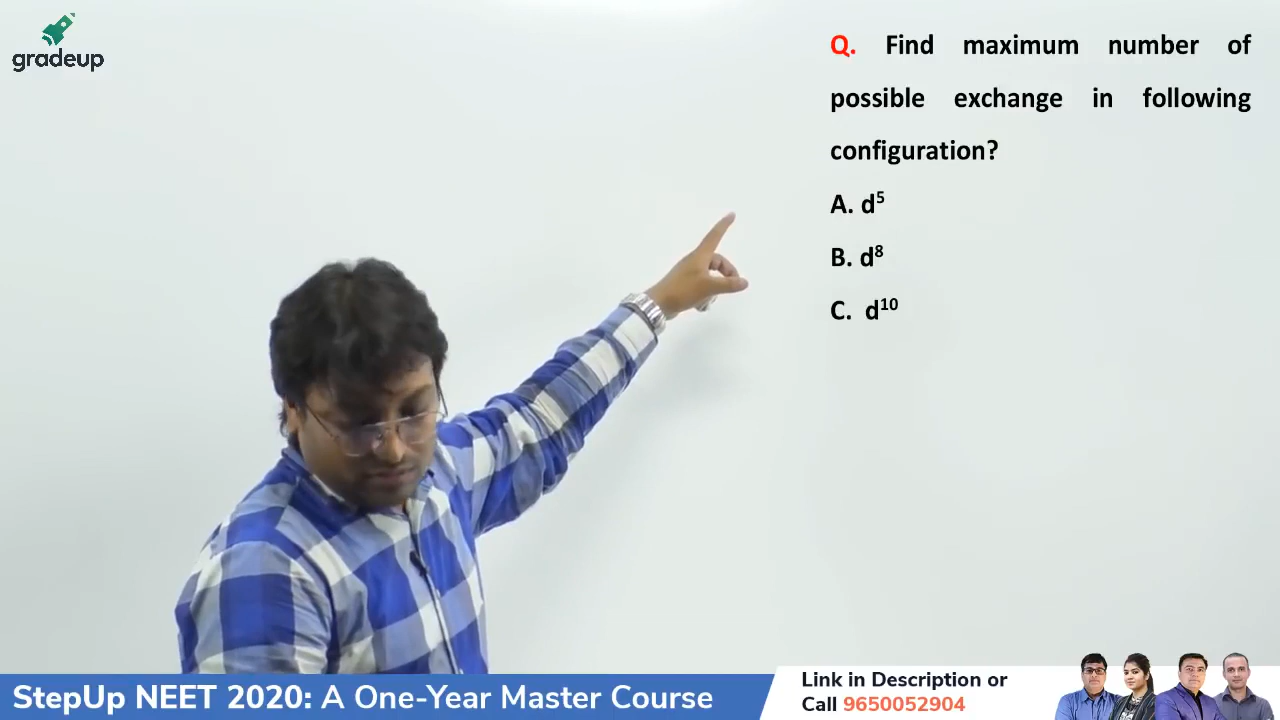 gradeup
Q. Find maximum number of
possible exchange in following
configuration?
A. d⁵
B. d⁸
C. d¹⁰
StepUp NEET 2020: A One-Year Master Course
Link in Description or
Call 9650052904